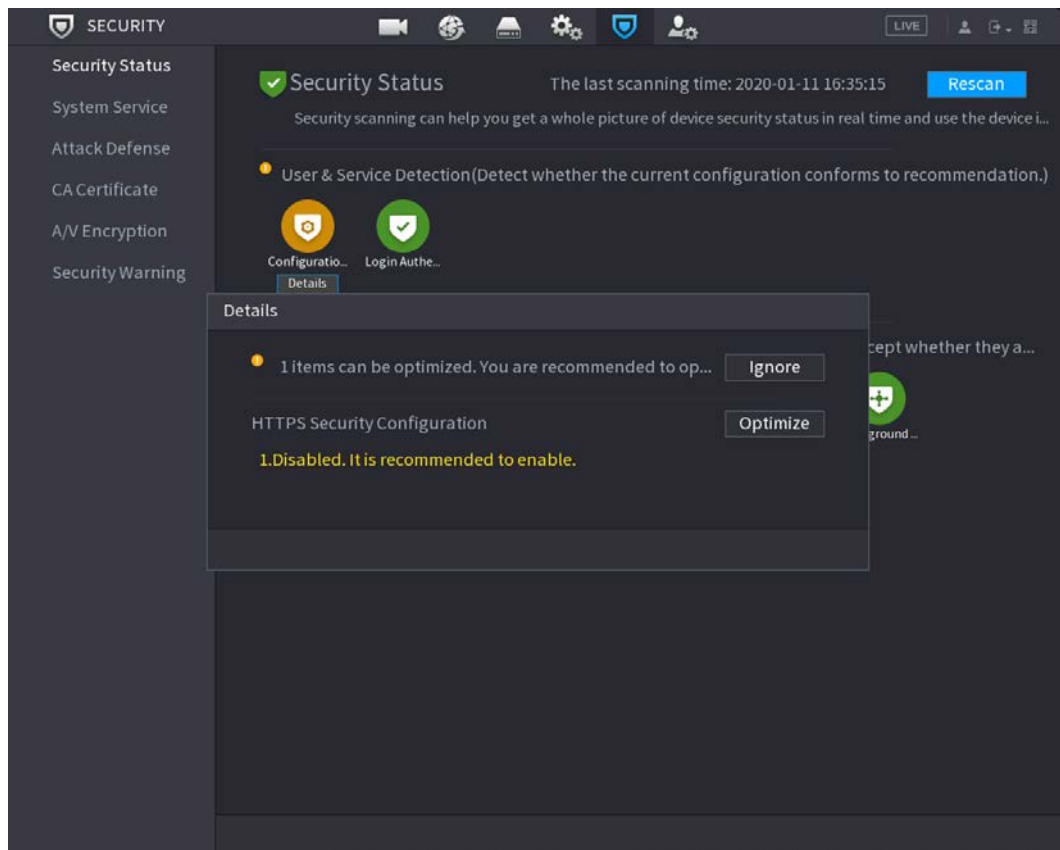 SECURITY
LIVE
Security Status
System Service
Attack Defense
CA Certificate
A/V Encryption
Security Warning
Security Status The last scanning time: 2020-01-11 16:35:15 Rescan
Security scanning can help you get a whole picture of device security status in real time and use the device i...
User & Service Detection(Detect whether the current configuration conforms to recommendation.)
Configuratio... Login Authe...
Details
Details
cept whether they a...
1 items can be optimized. You are recommended to op... Ignore
HTTPS Security Configuration Optimize
ground...
1.Disabled. It is recommended to enable.